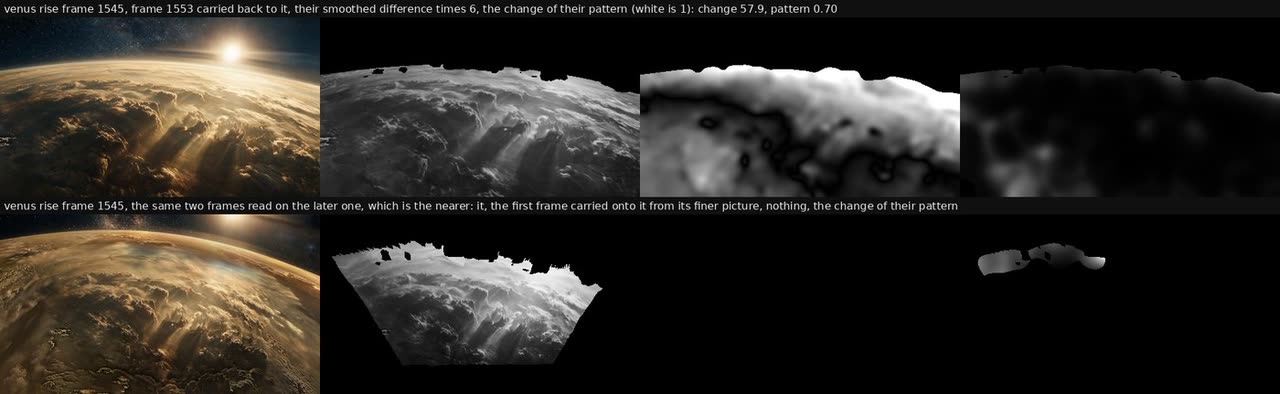 venus rise frame 1545, frame 1553 carried back to it, their smoothed difference times 6, the change of their pattern (white is 1): change 57.9, pattern 0.70
venus rise frame 1545, the same two frames read on the later one, which is the nearer: it, the first frame carried onto it from its finer picture, nothing, the change of their pattern